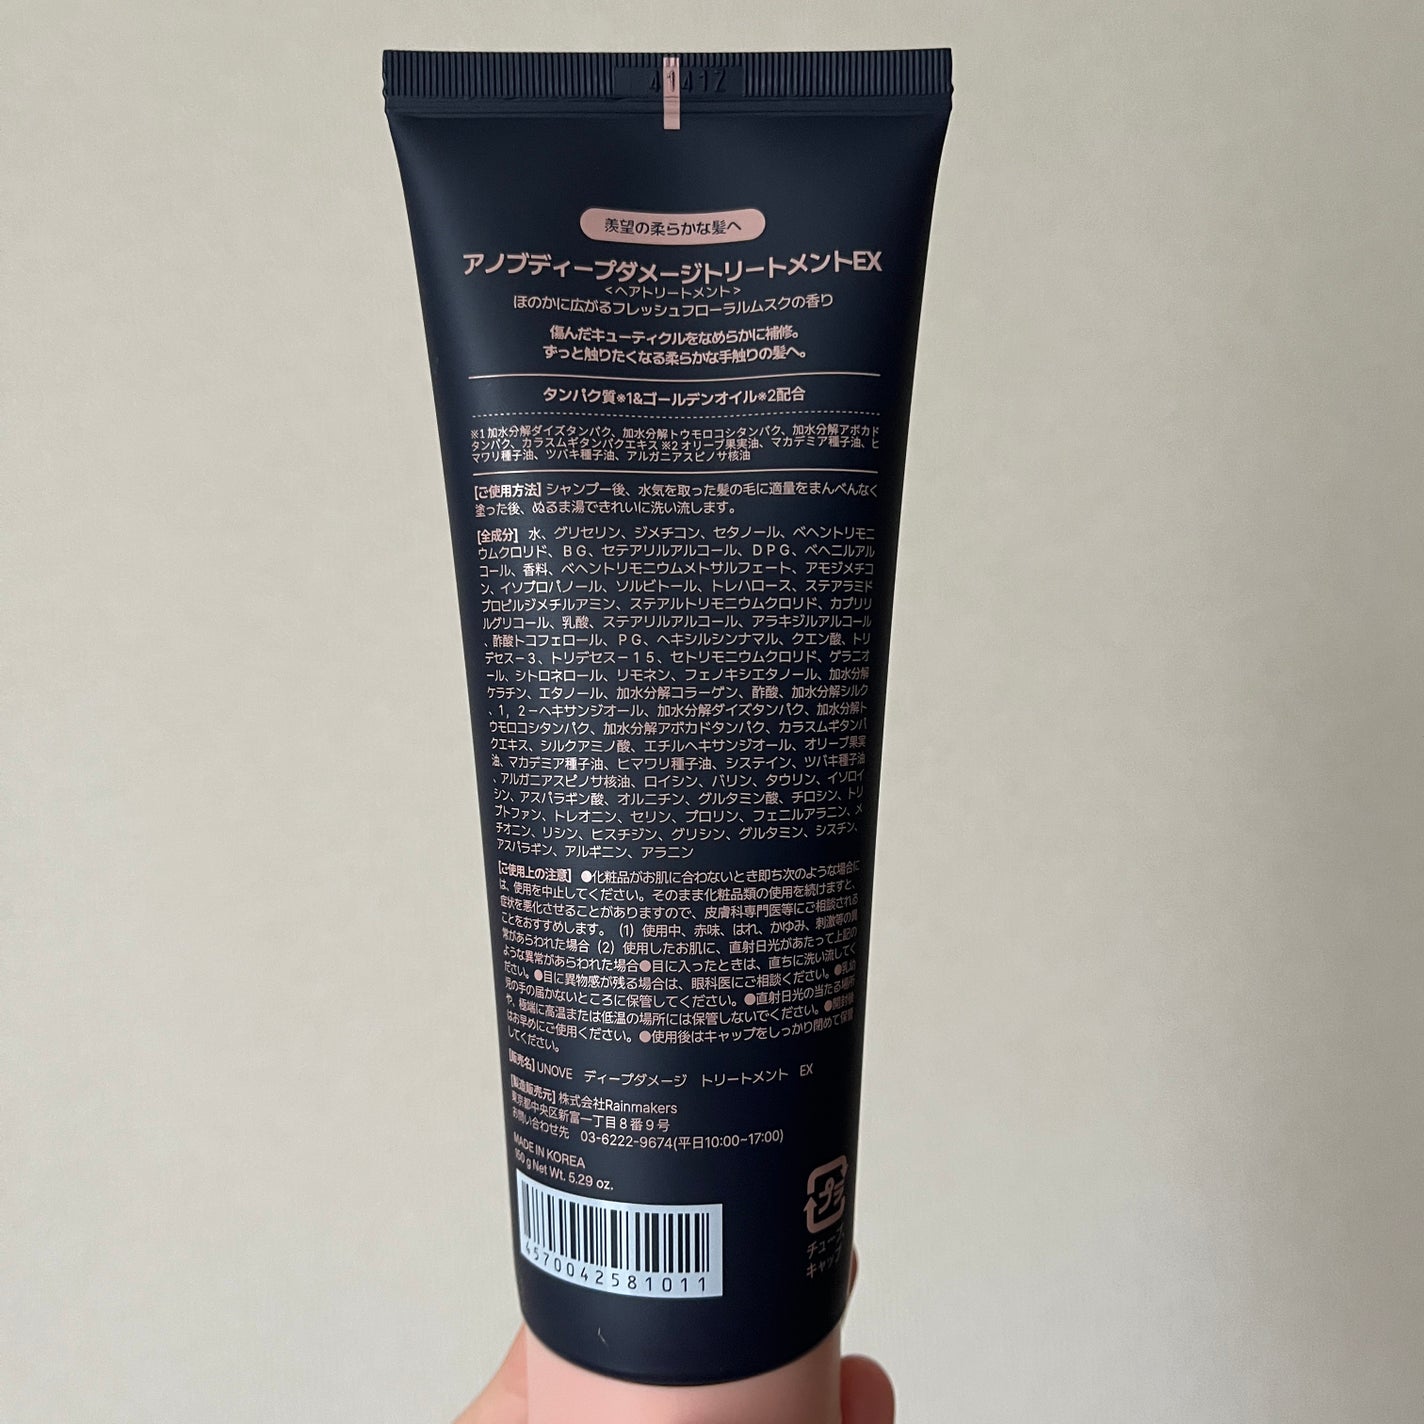 41412
羨望の柔らかな髪へ
アノブディープダメージトリートメントEX
<ヘアトリートメント>
ほのかに広がるフレッシュフローラルムスクの香り
傷んだキューティクルをなめらかに補修。
ずっと触りたくなる柔らかな手触りの髪へ。
タンパク質※1&ゴールデンオイル※2配合
※1 加水分解ダイズタンパク、加水分解トウモロコシタンパク、加水分解アボカド
タンパク、カラスムギタンパクエキス ※2 オリーブ果実油、マカデミア種子油、ヒ
マワリ種子油、ツバキ種子油、アルガニアスピノサ核油
[ご使用方法] シャンプー後、水気を取った髪の毛に適量をまんべんなく
塗った後、ぬるま湯できれいに洗い流します。
[全成分] 水、グリセリン、ジメチコン、セタノール、ベヘントリモニ
ウムクロリド、BG、セテアリルアルコール、DPG、ベヘニルアル
コール、香料、ベヘントリモニウムメトサルフェート、アモジメチコ
ン、イソプロパノール、ソルビトール、トレハロース、ステアラミド
プロピルジメチルアミン、ステアルトリモニウムクロリド、カプリリ
ルグリコール、乳酸、ステアリルアルコール、アラキジルアルコール
、酢酸トコフェロール、PG、ヘキシルシンナマル、クエン酸、トリ
デセス－3、トリデセス－15、セトリモニウムクロリド、ゲラニオ
ール、シトロネロール、リモネン、フェノキシエタノール、加水分解
ケラチン、エタノール、加水分解コラーゲン、酢酸、加水分解シルク
、1，2－ヘキサンジオール、加水分解ダイズタンパク、加水分解ト
ウモロコシタンパク、加水分解アボカドタンパク、カラスムギタンパ
クエキス、シルクアミノ酸、エチルヘキサンジオール、オリーブ果実
油、マカデミア種子油、ヒマワリ種子油、システイン、ツバキ種子油
、アルガニアスピノサ核油、ロイシン、バリン、タウリン、イソロイ
シン、アスパラギン酸、オルニチン、グルタミン酸、チロシン、トリ
プトファン、トレオニン、セリン、プロリン、フェニルアラニン、メ
チオニン、リシン、ヒスチジン、グリシン、グルタミン、シスチン、
アスパラギン、アルギニン、アラニン
[ご使用上の注意] ●化粧品がお肌に合わないとき即ち次のような場合に
は、使用を中止してください。そのまま化粧品類の使用を続けますと、
症状を悪化させることがありますので、皮膚科専門医等にご相談される
ことをおすすめします。(1) 使用中、赤味、はれ、かゆみ、刺激等の異
常があらわれた場合 (2) 使用したお肌に、直射日光があたって上記の
ような異常があらわれた場合●目に入ったときは、直ちに洗い流してく
ださい。●目に異物感が残る場合は、眼科医にご相談ください。●乳幼
児の手の届かないところに保管してください。●直射日光の当たる場所
や、極端に高温または低温の場所には保管しないでください。●開封後
はお早めにご使用ください。●使用後はキャップをしっかり閉めて保管
してください。
[販売名] UNOVE ディープダメージ トリートメント EX
[製造販売元] 株式会社Rainmakers
東京都中央区新富一丁目8番9号
お問い合わせ先 03-6222-9674(平日10:00~17:00)
MADE IN KOREA
150 g Net Wt. 5.29 oz.
プラ
チューブ
キャップ
4570042581011